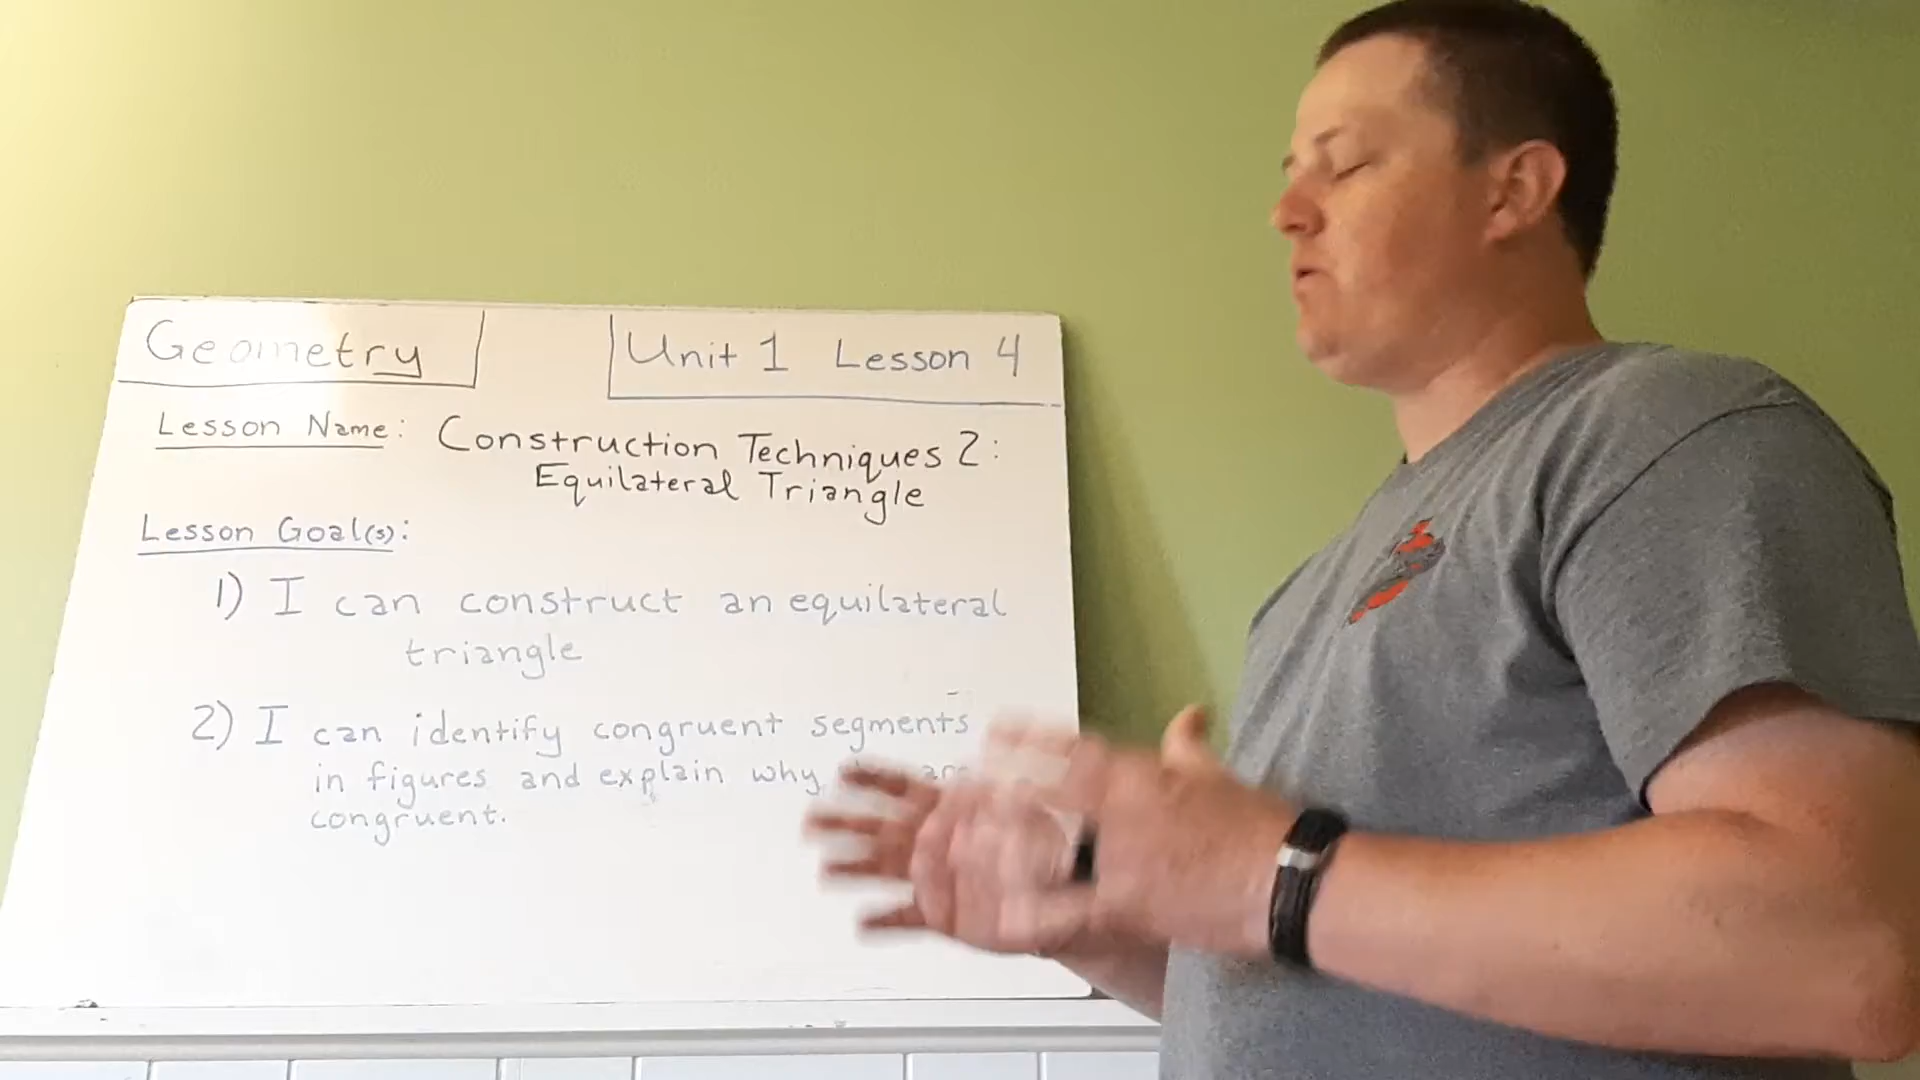 Geometry
Unit 1 Lesson 4
Lesson Name: Construction Techniques 2:
Equilateral Triangle
Lesson Goal(s):
1) I can construct an equilateral
triangle
2) I can identify congruent segments
in figures and explain why
congruent.